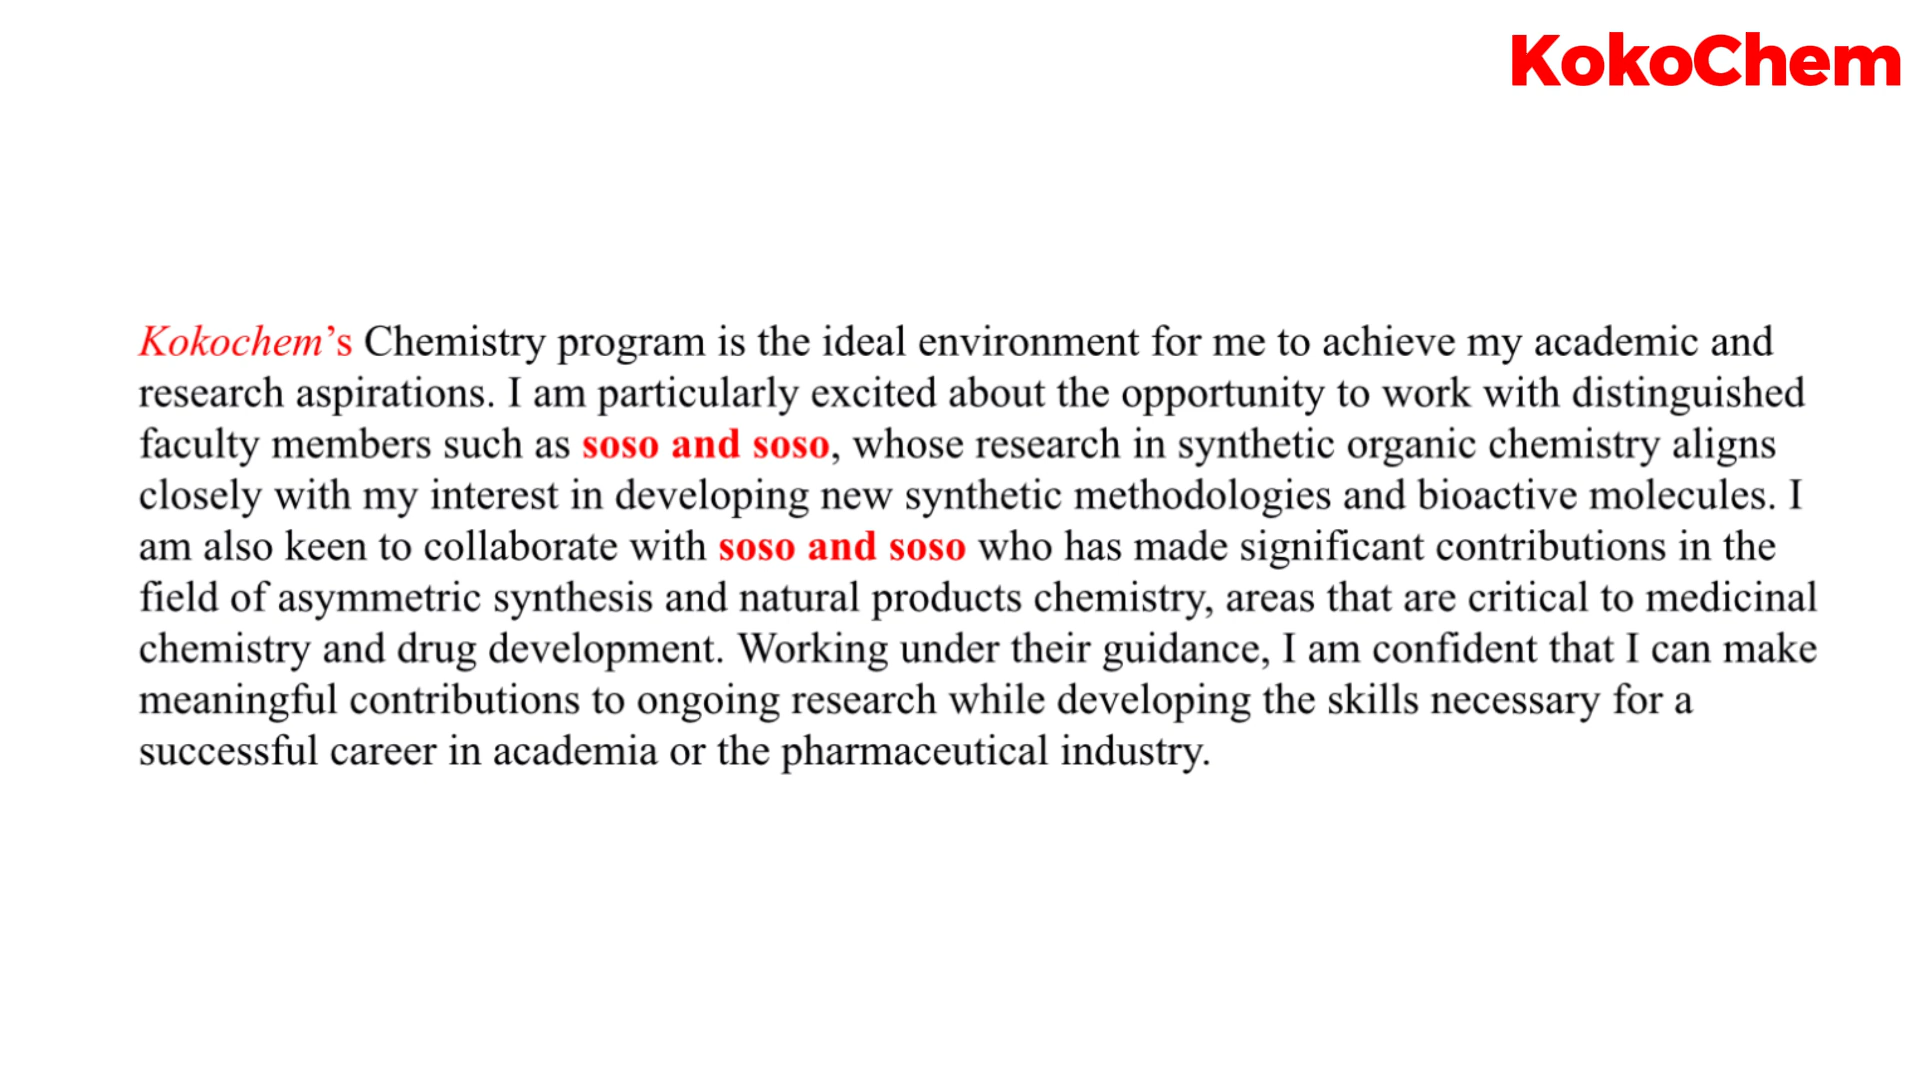 KokoChem
Kokochem’s Chemistry program is the ideal environment for me to achieve my academic and
research aspirations. I am particularly excited about the opportunity to work with distinguished
faculty members such as soso and soso, whose research in synthetic organic chemistry aligns
closely with my interest in developing new synthetic methodologies and bioactive molecules. I
am also keen to collaborate with soso and soso who has made significant contributions in the
field of asymmetric synthesis and natural products chemistry, areas that are critical to medicinal
chemistry and drug development. Working under their guidance, I am confident that I can make
meaningful contributions to ongoing research while developing the skills necessary for a
successful career in academia or the pharmaceutical industry.